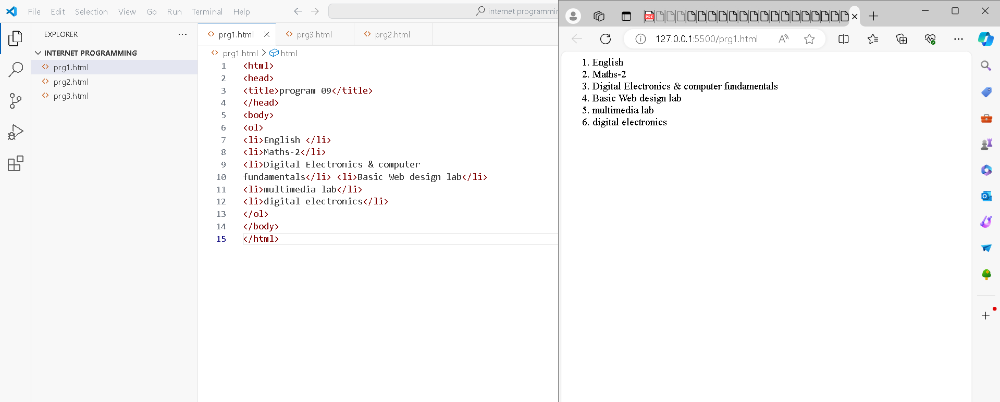 File Edit Selection View Go Run Terminal Help
internet programmin
EXPLORER
INTERNET PROGRAMMING
prg1.html
prg2.html
prg3.html
prg1.html prg3.html prg2.html
prg1.html > html
1 <html>
2 <head>
3 <title>program 09</title>
4 </head>
5 <body>
6 <ol>
7 <li>English </li>
8 <li>Maths-2</li>
9 <li>Digital Electronics & computer
10 fundamentals</li> <li>Basic Web design lab</li>
11 <li>multimedia lab</li>
12 <li>digital electronics</li>
13 </ol>
14 </body>
15 </html>
PDF
127.0.0.1:5500/prg1.html
1. English
2. Maths-2
3. Digital Electronics & computer fundamentals
4. Basic Web design lab
5. multimedia lab
6. digital electronics